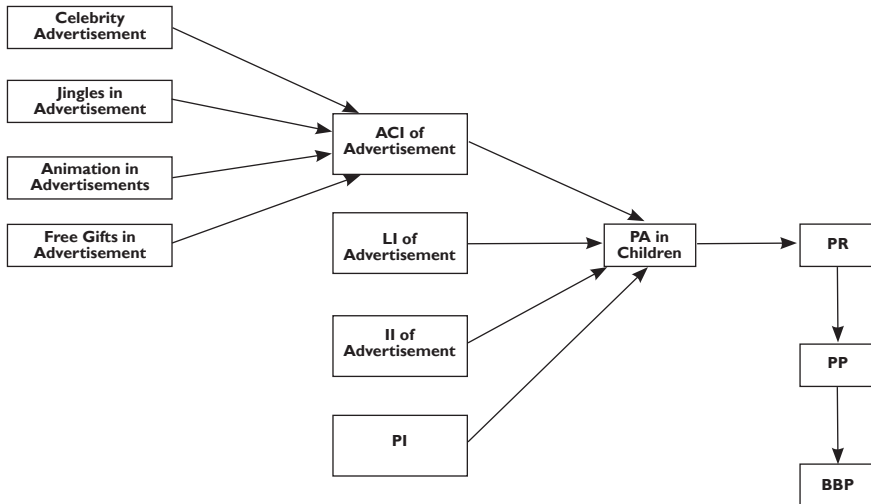 Celebrity
Advertisement
Jingles in
Advertisement
Animation in
Advertisements
Free Gifts in
Advertisement
ACI of
Advertisement
LI of
Advertisement
II of
Advertisement
PI
PA in
Children
PR
PP
BBP